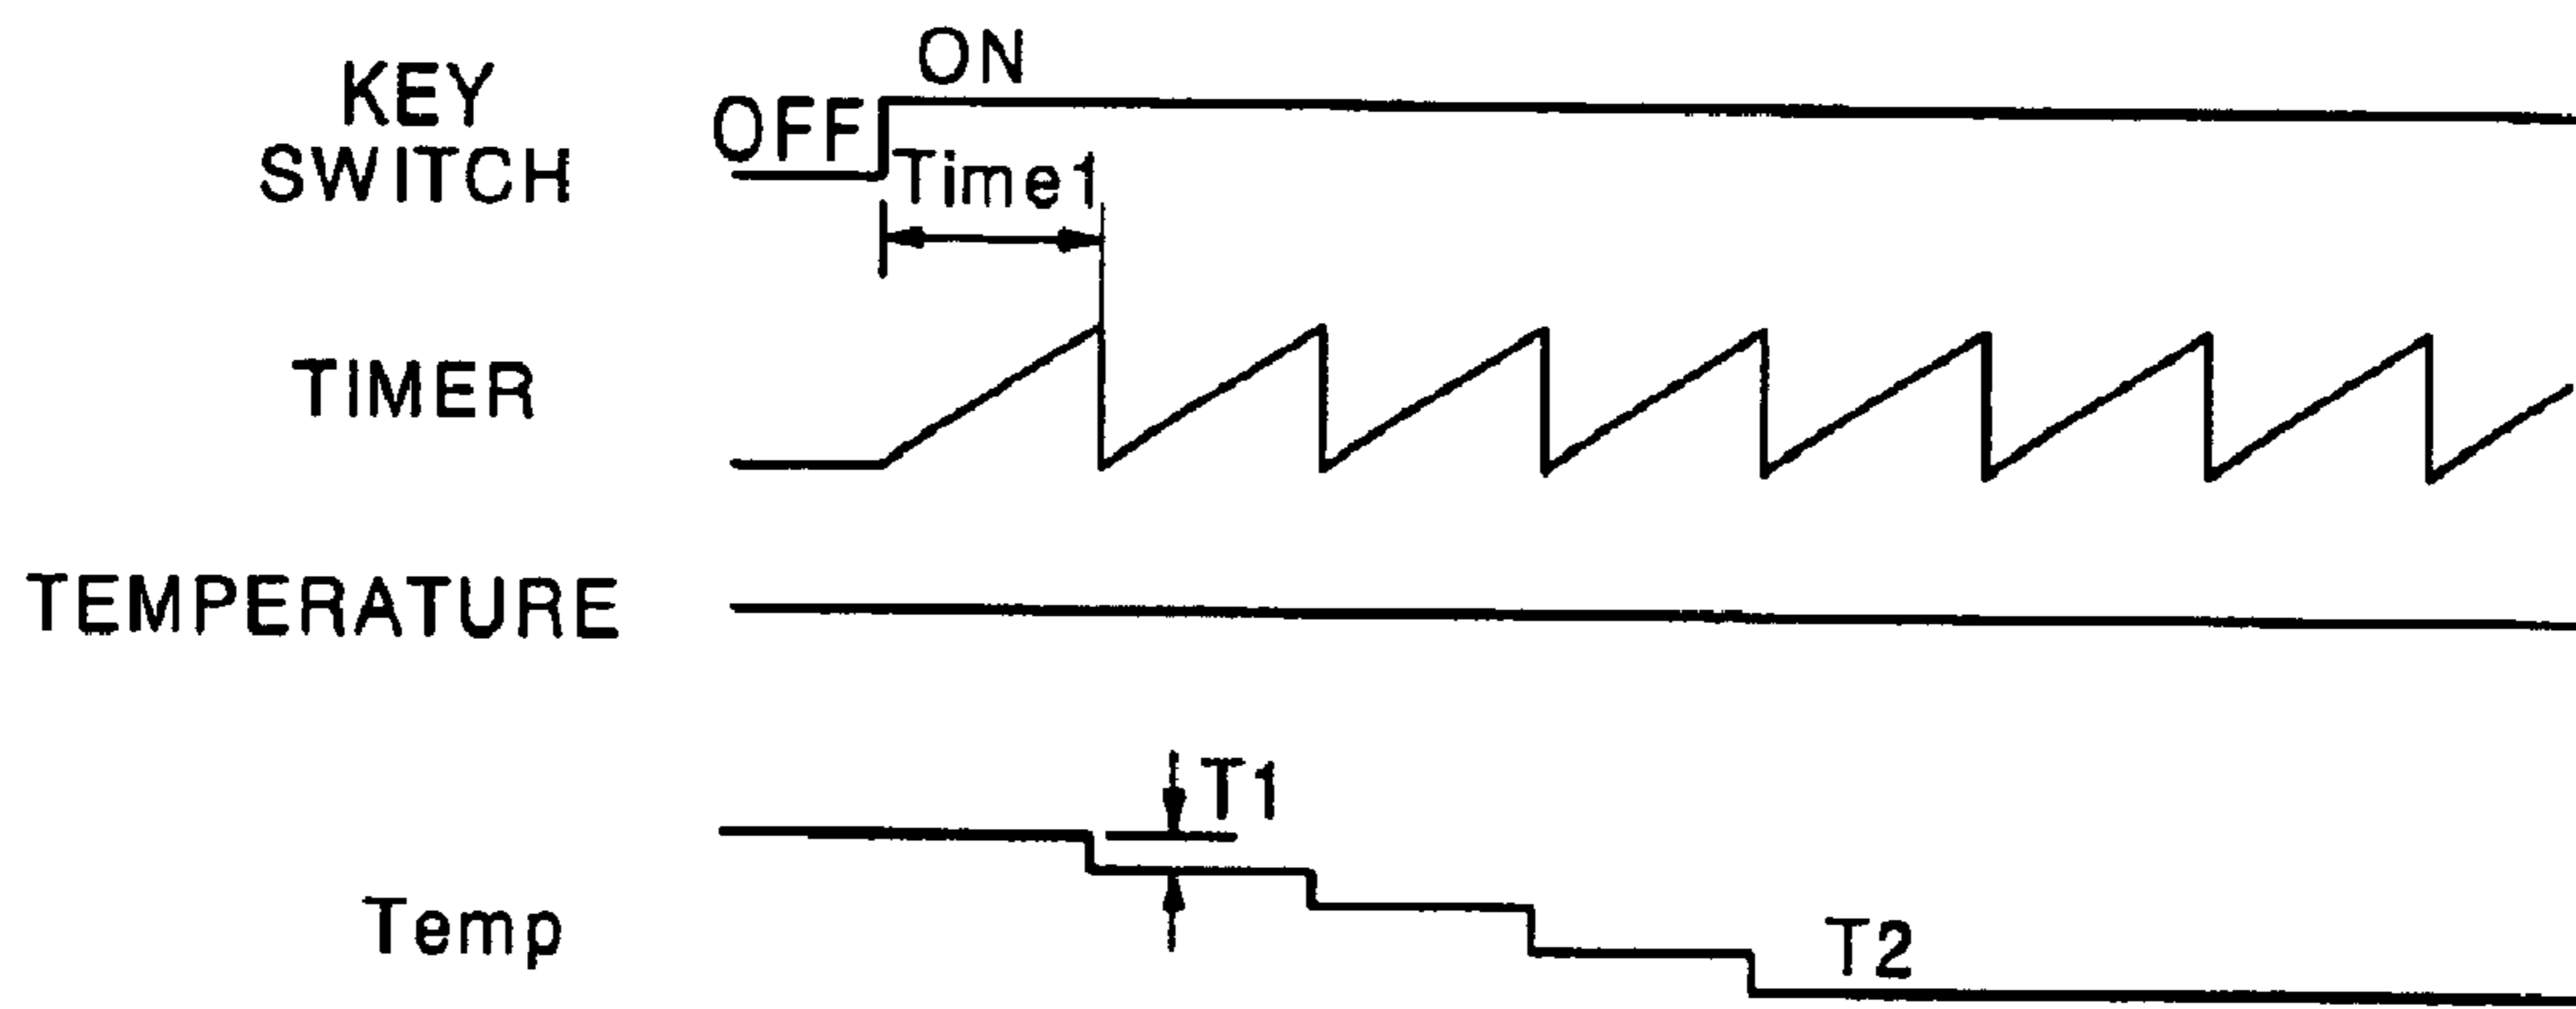 KEY
SWITCH
OFF
ON
Time1
TIMER
TEMPERATURE
Temp
T1
T2